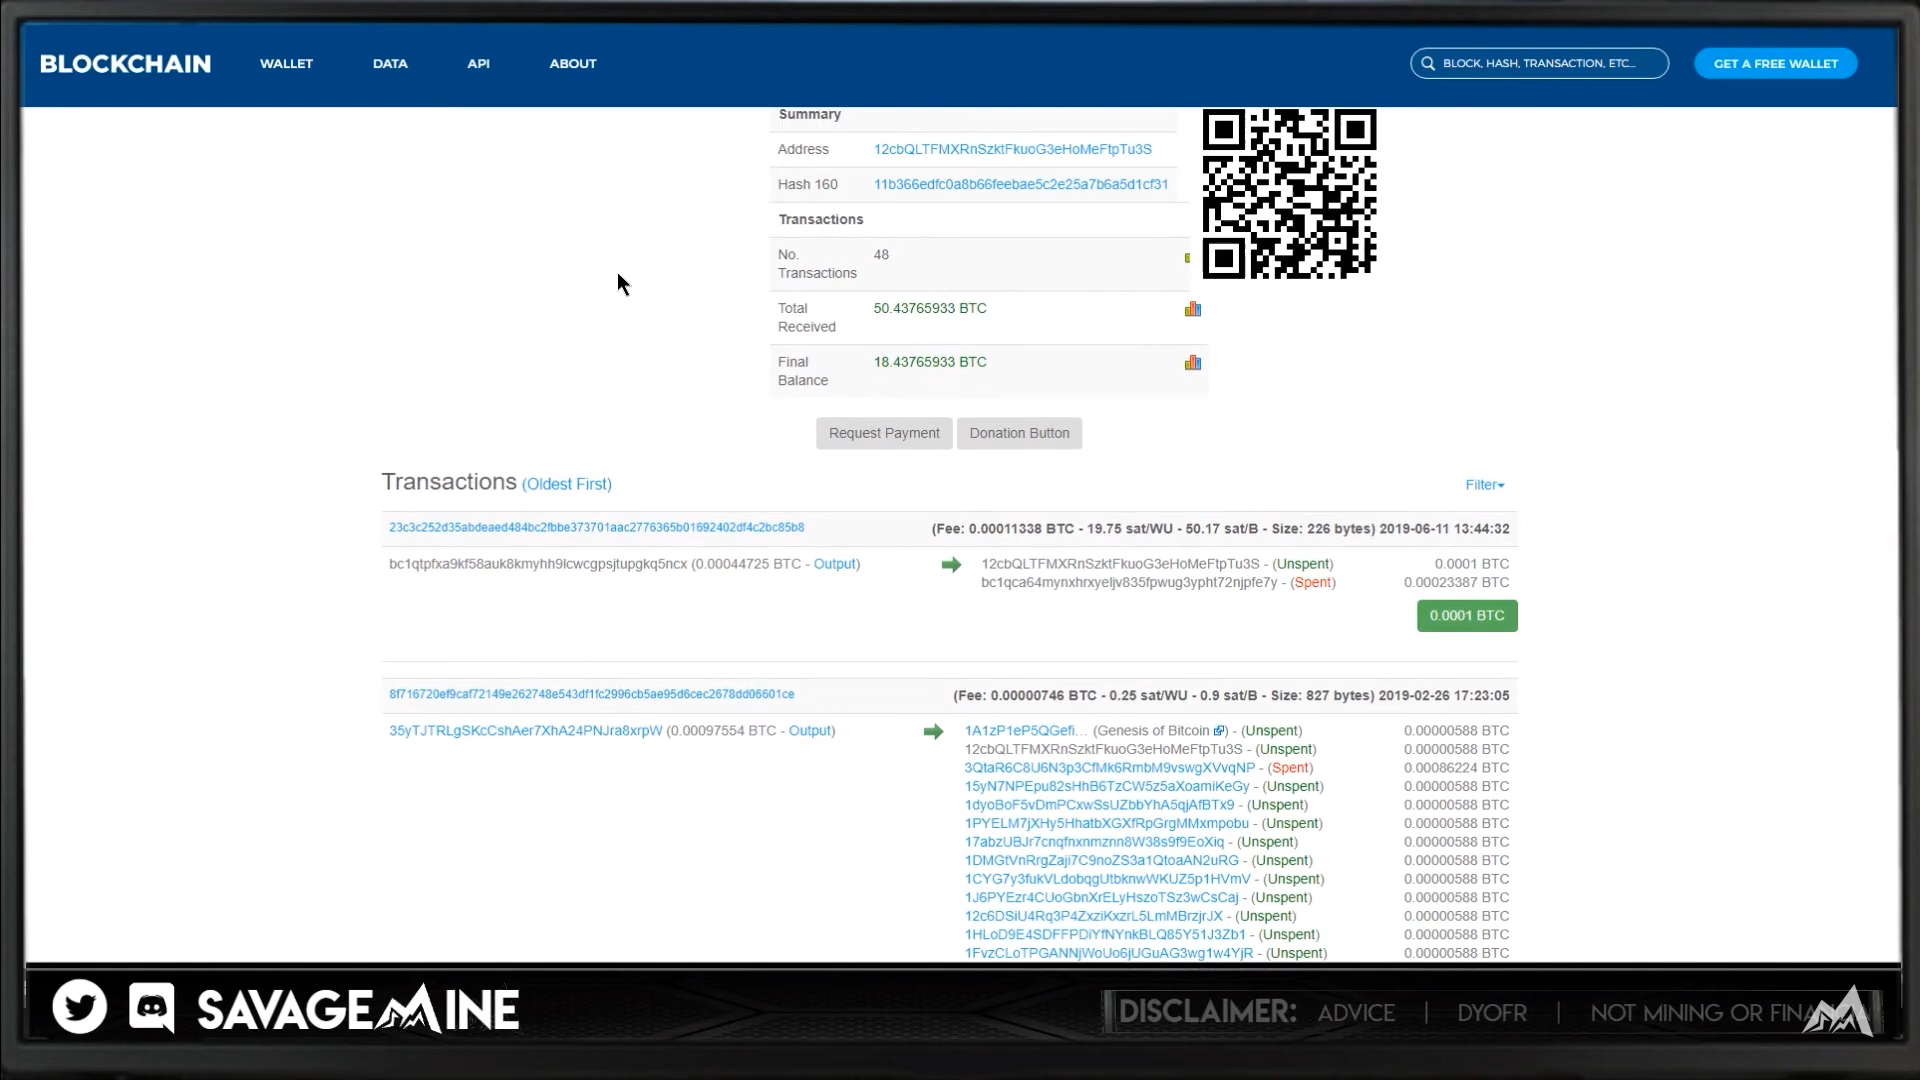 BLOCKCHAIN WALLET DATA API ABOUT BLOCK, HASH, TRANSACTION, ETC... GET A FREE WALLET
Summary
Address 12cbQLTFMXRnSzktFkuoG3eHoMeFtpTu3S
Hash 160 11b366edfc0a8b66feebae5c2e25a7b6a5d1cf31
Transactions
No. Transactions 48
Total Received 50.43765933 BTC
Final Balance 18.43765933 BTC
Request Payment Donation Button
Transactions (Oldest First) Filter
23c3c252d35abdeaed484bc2fbbe373701aac2776365b01692402df4c2bc85b8 (Fee: 0.00011338 BTC - 19.75 sat/WU - 50.17 sat/B - Size: 226 bytes) 2019-06-11 13:44:32
bc1qtpfxa9kf58auk8kmyhh9lcwcgpsjtupgkq5ncx (0.00044725 BTC - Output) 12cbQLTFMXRnSzktFkuoG3eHoMeFtpTu3S - (Unspent) 0.0001 BTC
bc1qca64mynxhrxyeljv835fpwug3ypht72njpfe7y - (Spent) 0.00023387 BTC
0.0001 BTC
8f716720ef9caf72149e262748e543df1fc2996cb5ae95d6cec2678dd06601ce (Fee: 0.00000746 BTC - 0.25 sat/WU - 0.9 sat/B - Size: 827 bytes) 2019-02-26 17:23:05
35yTJTRLgSKcCshAer7XhA24PNJra8xrpW (0.00097554 BTC - Output) 1A1zP1eP5QGefi... (Genesis of Bitcoin) - (Unspent) 0.00000588 BTC
12cbQLTFMXRnSzktFkuoG3eHoMeFtpTu3S - (Unspent) 0.00000588 BTC
3QtaR6C8U6N3p3CfMk6RmbM9vswgXVvqNP - (Spent) 0.00086224 BTC
15yN7NPEpu82sHhB6TzCW5z5aXoamiKeGy - (Unspent) 0.00000588 BTC
1dyoBoF5vDmPCxwSsUZbbYhA5qjAfBTx9 - (Unspent) 0.00000588 BTC
1PYELM7jXHy5HhatbXGXfRpGrgMMxmpobu - (Unspent) 0.00000588 BTC
17abzUBJr7cnqfnxnmznn8W38s9f9EoXiq - (Unspent) 0.00000588 BTC
1DMGtVnRrgZaji7C9noZS3a1QtoaAN2uRG - (Unspent) 0.00000588 BTC
1CYG7y3fukVLdobqgUtbknwWKUZ5p1HVmV - (Unspent) 0.00000588 BTC
1J6PYEzr4CUoGbnXrELyHszoTSz3wCsCaj - (Unspent) 0.00000588 BTC
12c6DSiU4Rq3P4ZxziKxzrL5LmMBrzjrJX - (Unspent) 0.00000588 BTC
1HLoD9E4SDFFPDiYfNYnkBLQ85Y51J3Zb1 - (Unspent) 0.00000588 BTC
1FvzCLoTPGANNjWoUo6jUGuAG3wg1w4YjR - (Unspent) 0.00000588 BTC
SAVAGEMINE DISCLAIMER: ADVICE | DYOFR | NOT MINING OR FINA